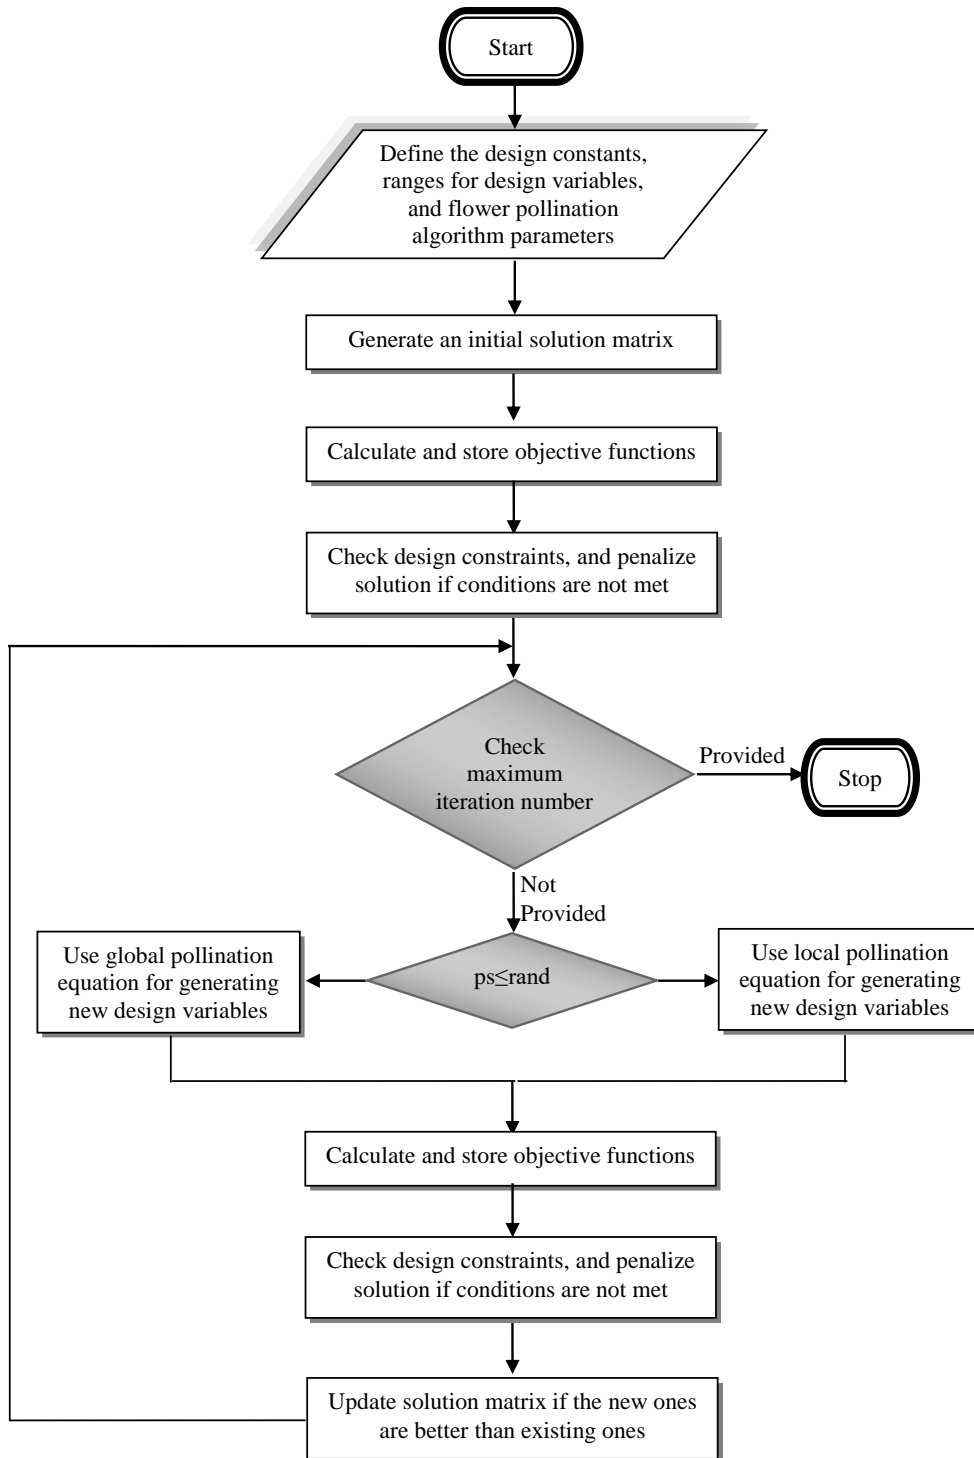 Start
Define the design constants,
ranges for design variables,
and flower pollination
algorithm parameters
Generate an initial solution matrix
Calculate and store objective functions
Check design constraints, and penalize
solution if conditions are not met
Check
maximum
iteration number
Provided
Stop
Not
Provided
Use global pollination
equation for generating
new design variables
ps≤rand
Use local pollination
equation for generating
new design variables
Calculate and store objective functions
Check design constraints, and penalize
solution if conditions are not met
Update solution matrix if the new ones
are better than existing ones